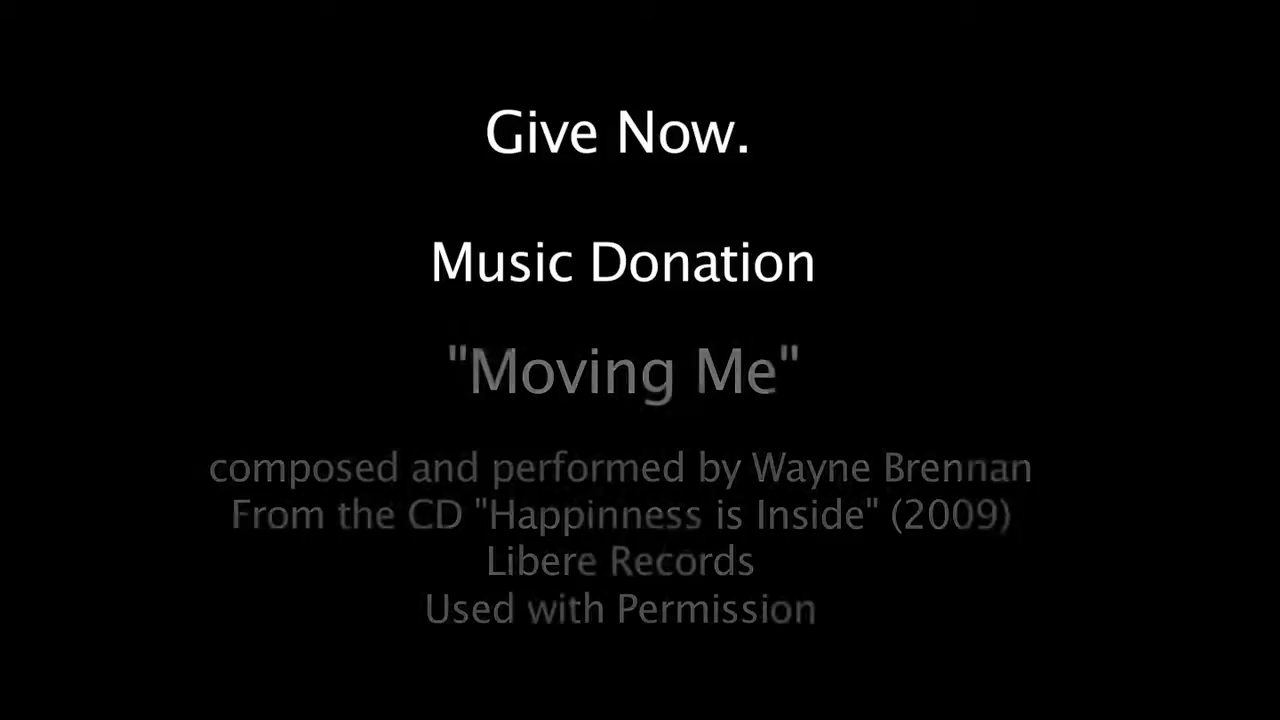 Give Now.
Music Donation
"Moving Me"
composed and performed by Wayne Brennan
From the CD "Happinness is Inside" (2009)
Libere Records
Used with Permission